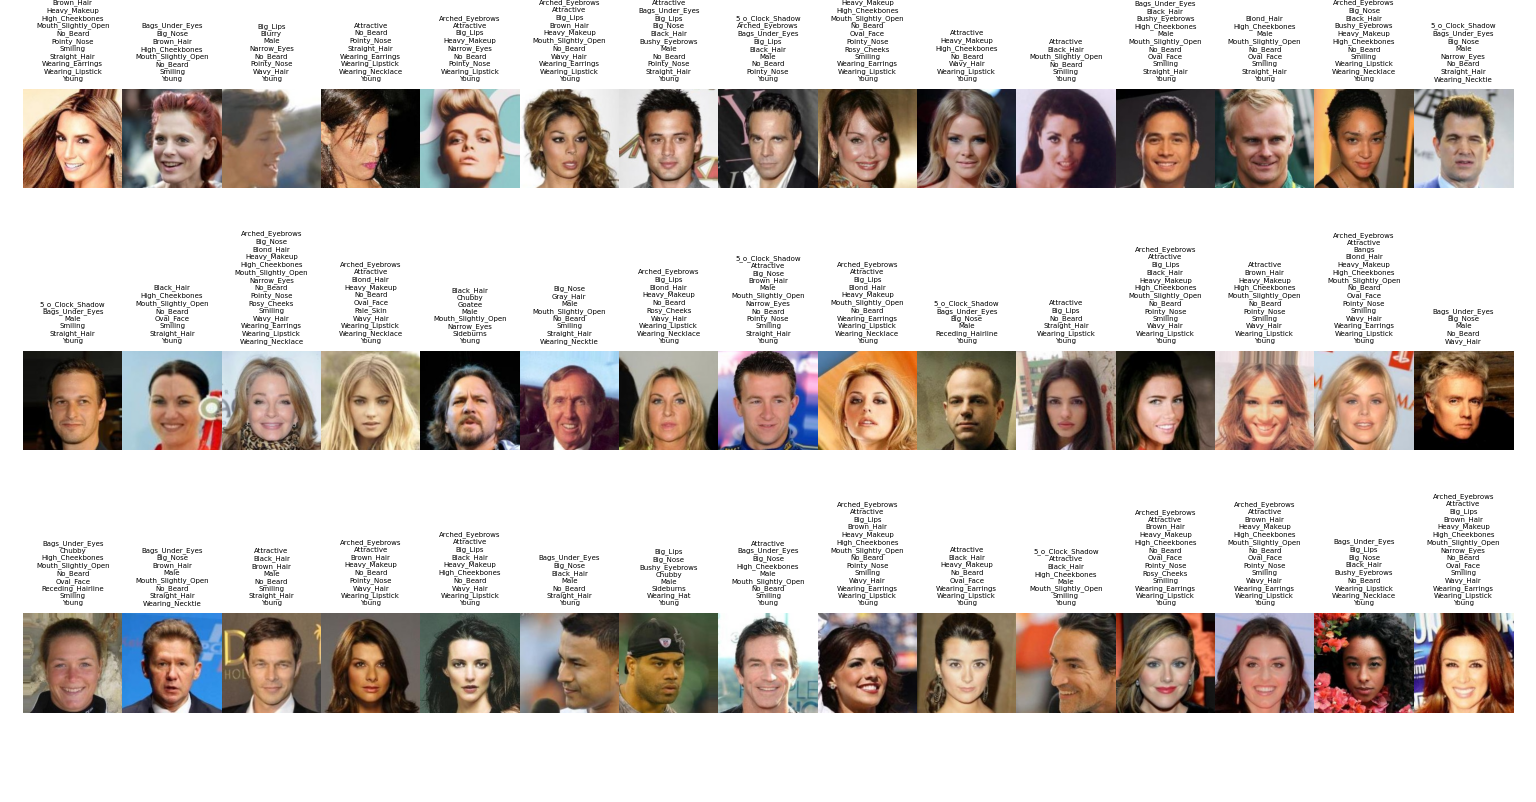 Brown_Hair
Heavy_Makeup
High_Cheekbones
Mouth_Slightly_Open
No_Beard
Pointy_Nose
Smiling
Straight_Hair
Wearing_Earrings
Wearing_Lipstick
Young
Bags_Under_Eyes
Big_Nose
Brown_Hair
High_Cheekbones
Mouth_Slightly_Open
No_Beard
Smiling
Young
Big_Lips
Blurry
Male
Narrow_Eyes
No_Beard
Pointy_Nose
Wavy_Hair
Young
Attractive
No_Beard
Pointy_Nose
Straight_Hair
Wearing_Earrings
Wearing_Lipstick
Wearing_Necklace
Young
Arched_Eyebrows
Attractive
Big_Lips
Heavy_Makeup
Narrow_Eyes
No_Beard
Pointy_Nose
Wearing_Lipstick
Young
Arched_Eyebrows
Attractive
Big_Lips
Brown_Hair
Heavy_Makeup
Mouth_Slightly_Open
No_Beard
Wavy_Hair
Wearing_Earrings
Wearing_Lipstick
Young
Attractive
Bags_Under_Eyes
Big_Lips
Big_Nose
Black_Hair
Bushy_Eyebrows
Male
No_Beard
Pointy_Nose
Straight_Hair
Young
5_o_Clock_Shadow
Arched_Eyebrows
Bags_Under_Eyes
Big_Lips
Black_Hair
Male
No_Beard
Pointy_Nose
Young
Heavy_Makeup
High_Cheekbones
Mouth_Slightly_Open
No_Beard
Oval_Face
Pointy_Nose
Rosy_Cheeks
Smiling
Wearing_Earrings
Wearing_Lipstick
Young
Attractive
Heavy_Makeup
High_Cheekbones
No_Beard
Wavy_Hair
Wearing_Lipstick
Young
Attractive
Black_Hair
Mouth_Slightly_Open
No_Beard
Smiling
Young
Bags_Under_Eyes
Black_Hair
Bushy_Eyebrows
High_Cheekbones
Male
Mouth_Slightly_Open
No_Beard
Oval_Face
Smiling
Straight_Hair
Young
Blond_Hair
High_Cheekbones
Male
Mouth_Slightly_Open
No_Beard
Oval_Face
Smiling
Straight_Hair
Young
Arched_Eyebrows
Big_Nose
Black_Hair
Bushy_Eyebrows
Heavy_Makeup
High_Cheekbones
No_Beard
Smiling
Wearing_Lipstick
Wearing_Necklace
Young
5_o_Clock_Shadow
Bags_Under_Eyes
Big_Nose
Male
Narrow_Eyes
No_Beard
Straight_Hair
Wearing_Necktie
5_o_Clock_Shadow
Bags_Under_Eyes
Male
Smiling
Straight_Hair
Young
Black_Hair
High_Cheekbones
Mouth_Slightly_Open
No_Beard
Oval_Face
Smiling
Straight_Hair
Young
Arched_Eyebrows
Big_Nose
Blond_Hair
Heavy_Makeup
High_Cheekbones
Mouth_Slightly_Open
Narrow_Eyes
No_Beard
Pointy_Nose
Rosy_Cheeks
Smiling
Wavy_Hair
Wearing_Earrings
Wearing_Lipstick
Wearing_Necklace
Arched_Eyebrows
Attractive
Blond_Hair
Heavy_Makeup
No_Beard
Oval_Face
Pale_Skin
Wavy_Hair
Wearing_Lipstick
Wearing_Necklace
Young
Black_Hair
Chubby
Goatee
Male
Mouth_Slightly_Open
Narrow_Eyes
Sideburns
Young
Big_Nose
Gray_Hair
Male
Mouth_Slightly_Open
No_Beard
Smiling
Straight_Hair
Wearing_Necktie
Arched_Eyebrows
Big_Lips
Blond_Hair
Heavy_Makeup
No_Beard
Rosy_Cheeks
Wavy_Hair
Wearing_Lipstick
Wearing_Necklace
Young
5_o_Clock_Shadow
Attractive
Big_Nose
Brown_Hair
Male
Mouth_Slightly_Open
Narrow_Eyes
No_Beard
Pointy_Nose
Smiling
Straight_Hair
Young
Arched_Eyebrows
Attractive
Big_Lips
Blond_Hair
Heavy_Makeup
Mouth_Slightly_Open
No_Beard
Wearing_Earrings
Wearing_Lipstick
Wearing_Necklace
Young
5_o_Clock_Shadow
Bags_Under_Eyes
Big_Nose
Male
Receding_Hairline
Attractive
Big_Lips
No_Beard
Straight_Hair
Wearing_Lipstick
Young
Arched_Eyebrows
Attractive
Big_Lips
Black_Hair
Heavy_Makeup
High_Cheekbones
Mouth_Slightly_Open
No_Beard
Pointy_Nose
Smiling
Wavy_Hair
Wearing_Lipstick
Young
Attractive
Brown_Hair
Heavy_Makeup
High_Cheekbones
Mouth_Slightly_Open
No_Beard
Pointy_Nose
Smiling
Wavy_Hair
Wearing_Lipstick
Young
Arched_Eyebrows
Attractive
Bangs
Blond_Hair
Heavy_Makeup
High_Cheekbones
Mouth_Slightly_Open
No_Beard
Oval_Face
Pointy_Nose
Smiling
Wavy_Hair
Wearing_Earrings
Wearing_Lipstick
Young
Bags_Under_Eyes
Big_Nose
Male
No_Beard
Wavy_Hair
Bags_Under_Eyes
Chubby
High_Cheekbones
Mouth_Slightly_Open
No_Beard
Oval_Face
Receding_Hairline
Smiling
Young
Bags_Under_Eyes
Big_Nose
Brown_Hair
Male
Mouth_Slightly_Open
No_Beard
Straight_Hair
Wearing_Necktie
Attractive
Black_Hair
Brown_Hair
Male
No_Beard
Smiling
Straight_Hair
Young
Arched_Eyebrows
Attractive
Brown_Hair
Heavy_Makeup
No_Beard
Pointy_Nose
Wavy_Hair
Wearing_Lipstick
Young
Arched_Eyebrows
Attractive
Big_Lips
Black_Hair
Heavy_Makeup
High_Cheekbones
No_Beard
Wavy_Hair
Wearing_Lipstick
Young
Bags_Under_Eyes
Big_Nose
Black_Hair
Male
No_Beard
Straight_Hair
Young
Big_Lips
Big_Nose
Bushy_Eyebrows
Chubby
Male
Sideburns
Wearing_Hat
Young
Attractive
Bags_Under_Eyes
Big_Nose
High_Cheekbones
Male
Mouth_Slightly_Open
No_Beard
Smiling
Young
Arched_Eyebrows
Attractive
Big_Lips
Brown_Hair
Heavy_Makeup
High_Cheekbones
Mouth_Slightly_Open
No_Beard
Pointy_Nose
Smiling
Wavy_Hair
Wearing_Earrings
Wearing_Lipstick
Young
Attractive
Black_Hair
Heavy_Makeup
No_Beard
Oval_Face
Wearing_Earrings
Wearing_Lipstick
Young
5_o_Clock_Shadow
Attractive
Black_Hair
High_Cheekbones
Male
Mouth_Slightly_Open
Smiling
Young
Arched_Eyebrows
Attractive
Brown_Hair
Heavy_Makeup
High_Cheekbones
No_Beard
Oval_Face
Pointy_Nose
Rosy_Cheeks
Smiling
Wearing_Earrings
Wearing_Lipstick
Young
Arched_Eyebrows
Attractive
Brown_Hair
Heavy_Makeup
High_Cheekbones
Mouth_Slightly_Open
No_Beard
Oval_Face
Smiling
Wavy_Hair
Wearing_Earrings
Wearing_Lipstick
Young
Bags_Under_Eyes
Big_Lips
Big_Nose
Black_Hair
Bushy_Eyebrows
No_Beard
Smiling
Wearing_Lipstick
Wearing_Necklace
Young
Arched_Eyebrows
Attractive
Big_Lips
Brown_Hair
Heavy_Makeup
High_Cheekbones
Mouth_Slightly_Open
Narrow_Eyes
No_Beard
Oval_Face
Smiling
Wavy_Hair
Wearing_Earrings
Wearing_Lipstick
Young